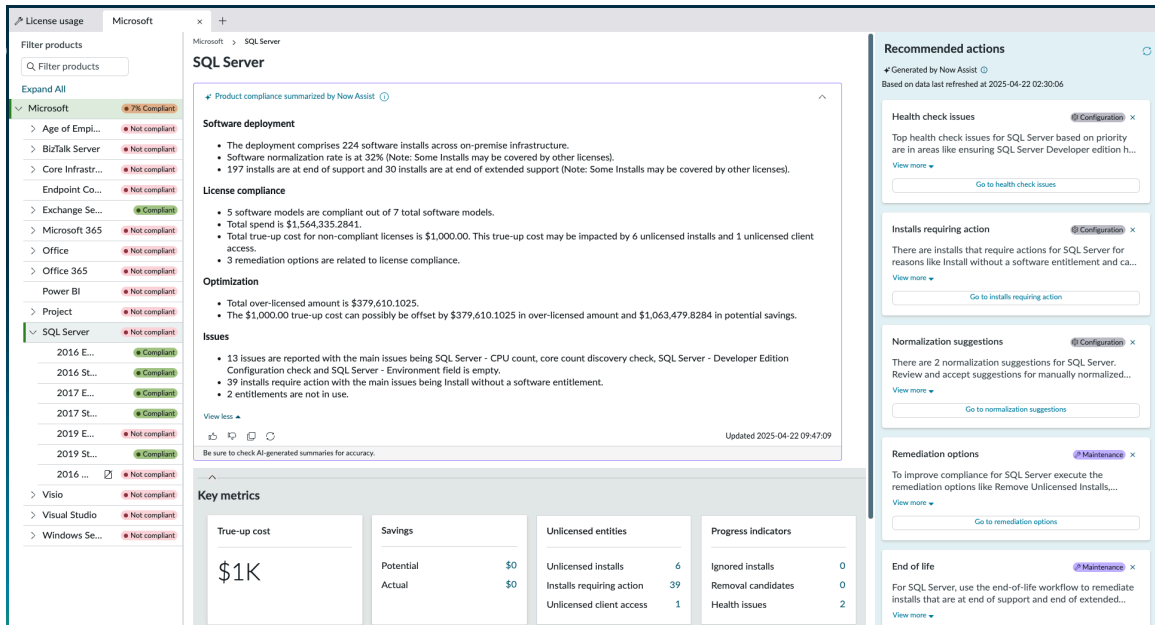 License usage
Microsoft
Filter products
Filter products
Expand All
Microsoft
7% Compliant
Age of Empi...
Not compliant
BizTalk Server
Not compliant
Core Infrastr...
Not compliant
Endpoint Co...
Not compliant
Exchange Se...
Compliant
Microsoft 365
Not compliant
Office
Not compliant
Office 365
Not compliant
Power BI
Not compliant
Project
Not compliant
SQL Server
Not compliant
2016 E...
Compliant
2016 St...
Compliant
2017 E...
Compliant
2017 St...
Compliant
2019 E...
Not compliant
2019 St...
Compliant
2016 ...
Not compliant
Visio
Not compliant
Visual Studio
Not compliant
Windows Se...
Not compliant
Microsoft > SQL Server
SQL Server
Product compliance summarized by Now Assist
Software deployment
• The deployment comprises 224 software installs across on-premise infrastructure.
• Software normalization rate is at 32% (Note: Some Installs may be covered by other licenses).
• 197 installs are at end of support and 30 installs are at end of extended support (Note: Some Installs may be covered by other licenses).
License compliance
• 5 software models are compliant out of 7 total software models.
• Total spend is $1,564,335.2841.
• Total true-up cost for non-compliant licenses is $1,000.00. This true-up cost may be impacted by 6 unlicensed installs and 1 unlicensed client
access.
• 3 remediation options are related to license compliance.
Optimization
• Total over-licensed amount is $379,610.1025.
• The $1,000.00 true-up cost can possibly be offset by $379,610.1025 in over-licensed amount and $1,063,479.8284 in potential savings.
Issues
• 13 issues are reported with the main issues being SQL Server - CPU count, core count discovery check, SQL Server - Developer Edition
Configuration check and SQL Server - Environment field is empty.
• 39 installs require action with the main issues being Install without a software entitlement.
• 2 entitlements are not in use.
View less
Updated 2025-04-22 09:47:09
Be sure to check AI-generated summaries for accuracy.
Key metrics
True-up cost
$1K
Savings
Potential $0
Actual $0
Unlicensed entities
Unlicensed installs 6
Installs requiring action 39
Unlicensed client access 1
Progress indicators
Ignored installs 0
Removal candidates 0
Health issues 2
Recommended actions
Generated by Now Assist
Based on data last refreshed at 2025-04-22 02:30:06
Health check issues
Configuration
Top health check issues for SQL Server based on priority
are in areas like ensuring SQL Server Developer edition h...
View more
Go to health check issues
Installs requiring action
Configuration
There are installs that require actions for SQL Server for
reasons like Install without a software entitlement and ca...
View more
Go to installs requiring action
Normalization suggestions
Configuration
There are 2 normalization suggestions for SQL Server.
Review and accept suggestions for manually normalized...
View more
Go to normalization suggestions
Remediation options
Maintenance
To improve compliance for SQL Server execute the
remediation options like Remove Unlicensed Installs,...
View more
Go to remediation options
End of life
Maintenance
For SQL Server, use the end-of-life workflow to remediate
installs that are at end of support and end of extended...
View more